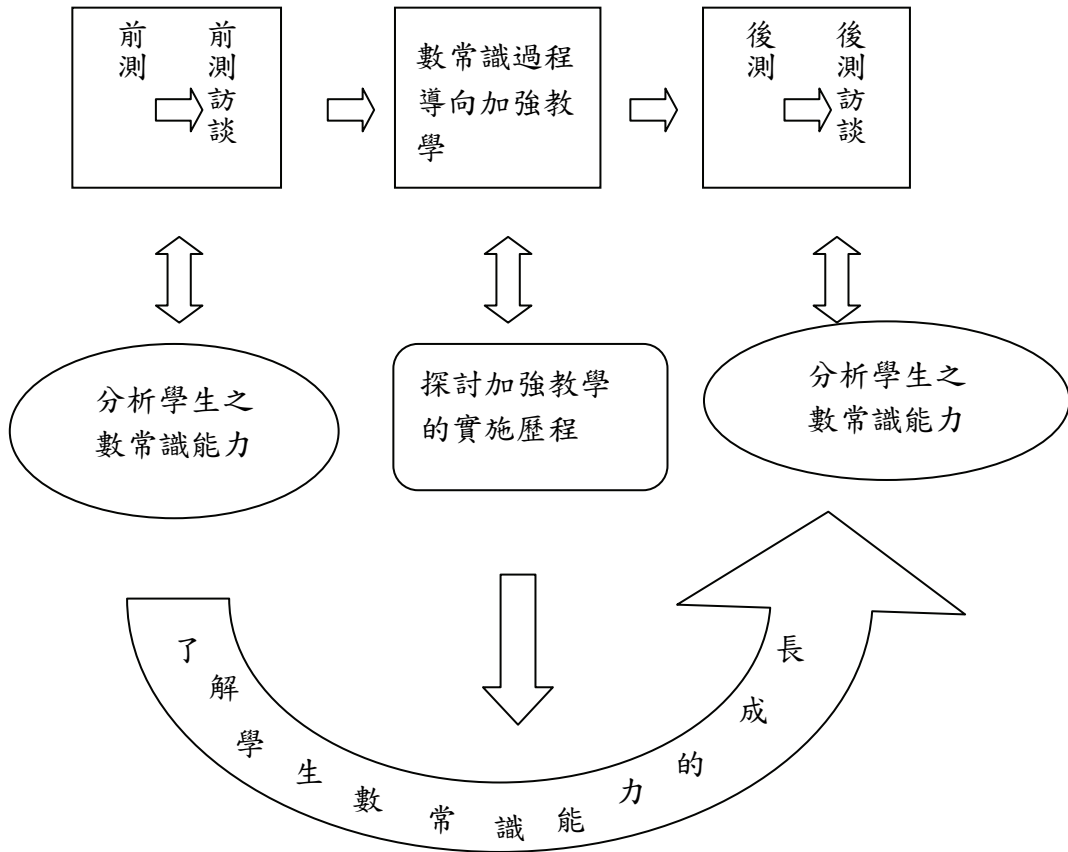 前測
前測訪談
數常識過程
導向加強教
學
後測
後測訪談
分析學生之
數常識能力
探討加強教學
的實施歷程
分析學生之
數常識能力
了解學生數常識能力的成長